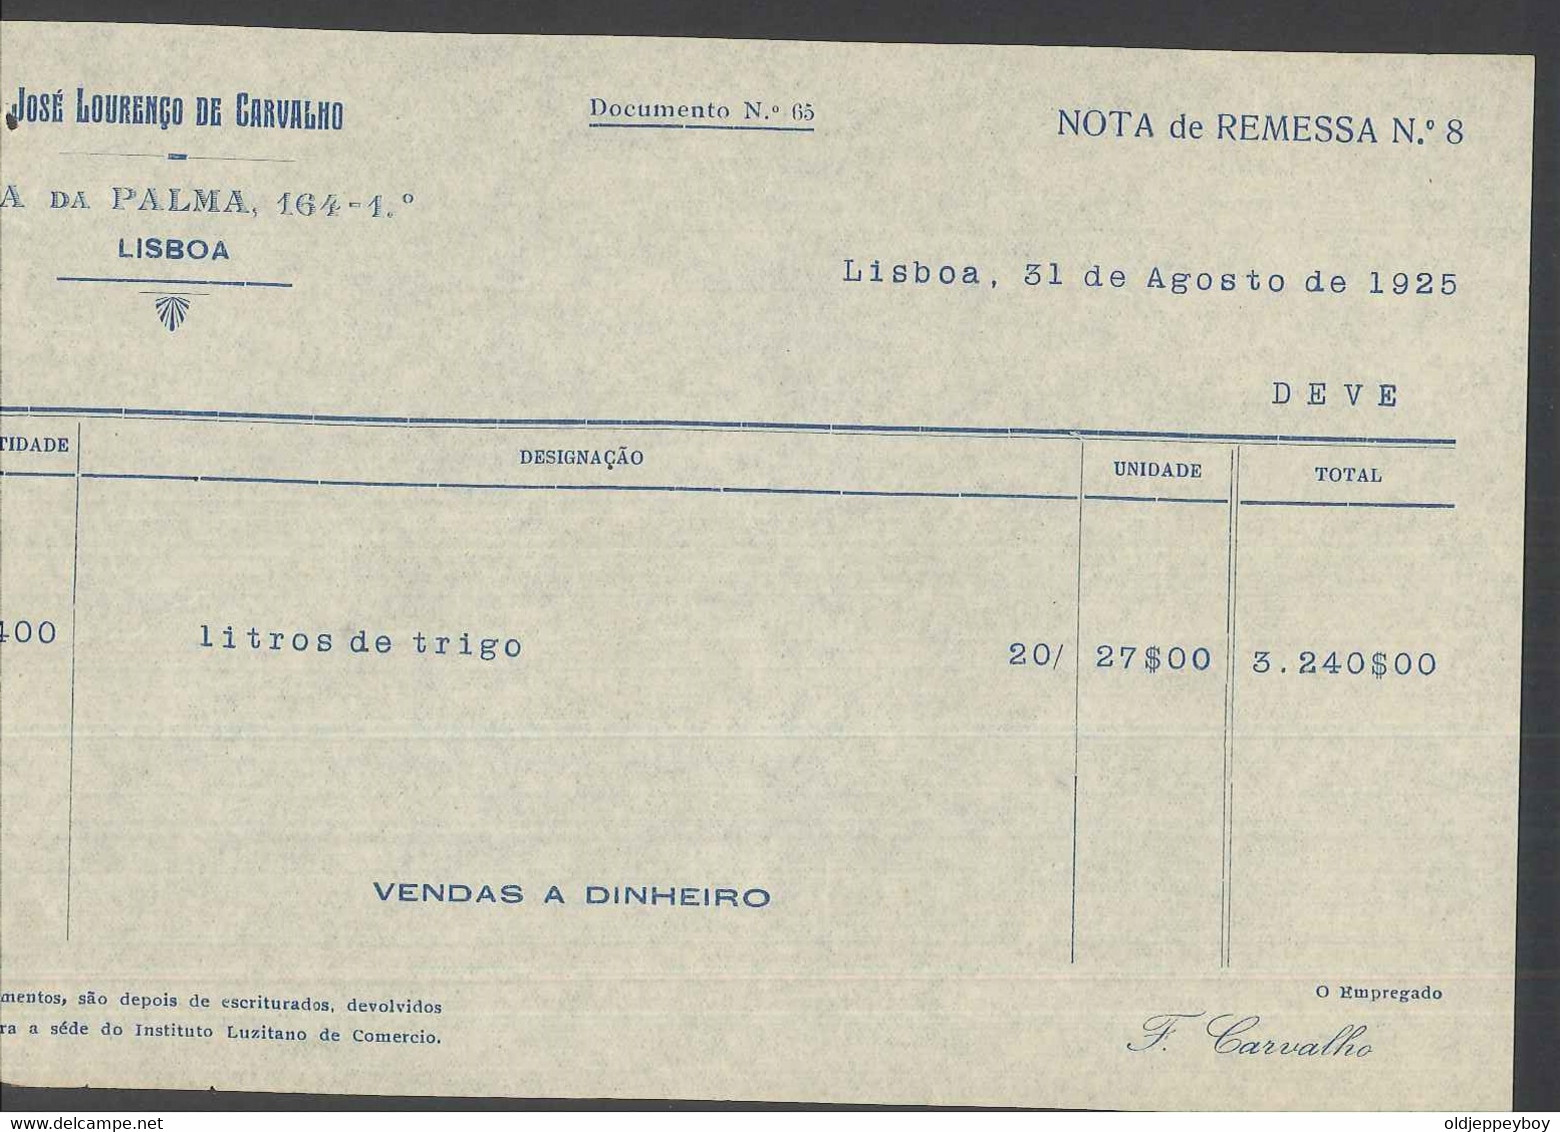 José Lourenço de Carvalho
Documento N.º 65
NOTA de REMESSA N.º 8
A DA PALMA, 164-1.º
LISBOA
Lisboa, 31 de Agosto de 1925
DEVE
TIDADE DESIGNAÇÃO UNIDADE TOTAL
400 litros de trigo 20/ 27$00 3.240$00
VENDAS A DINHEIRO
mentos, são depois de escriturados, devolvidos
ra a séde do Instituto Luzitano de Comercio.
O Empregado
F. Carvalho
www.delcampe.net
oldjeppeyboy